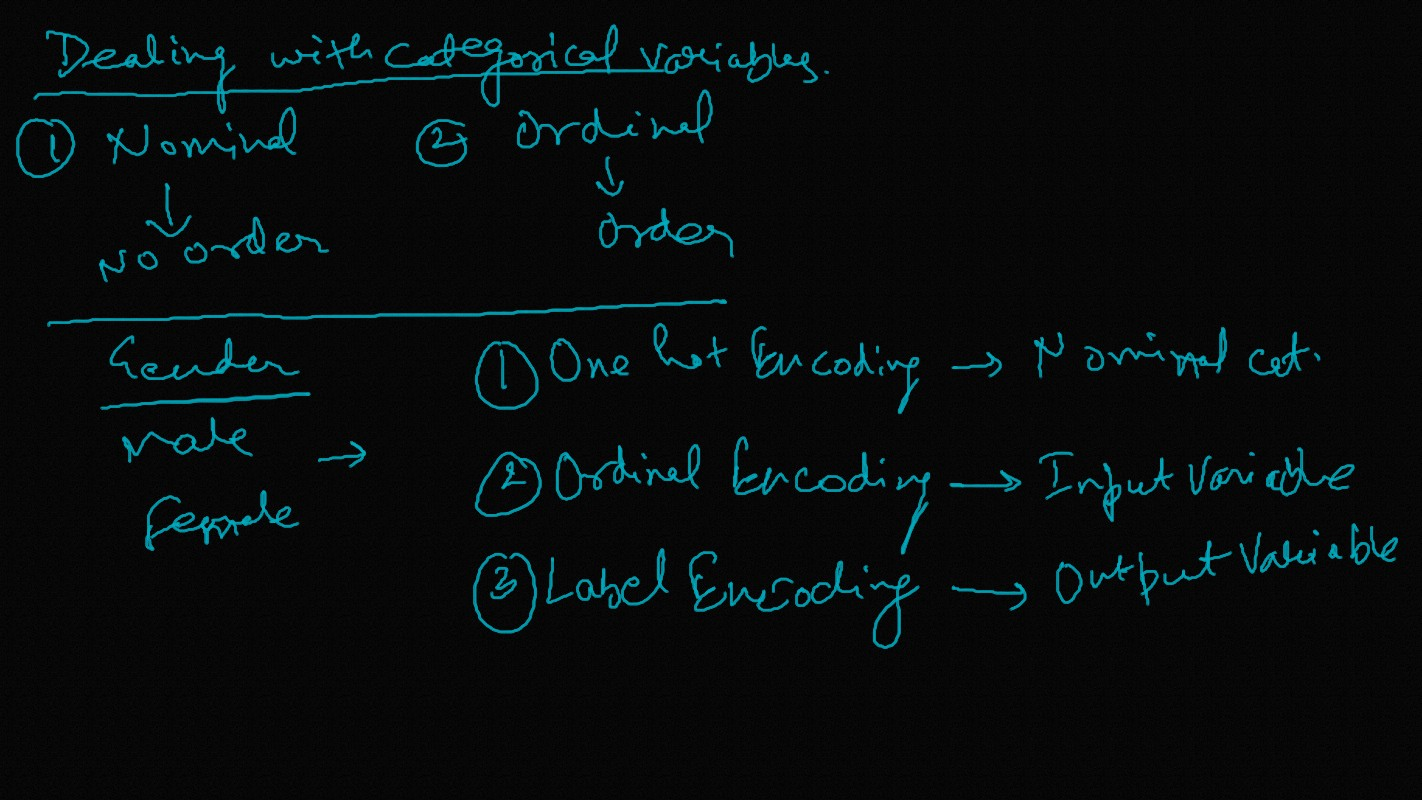 Dealing with categorical variables.
① Nominal ② Ordinal
↓ ↓
No order order
Gender
Male →
Female
① One hot Encoding → Nominal cat.
② Ordinal Encoding → Input Variable
③ Label Encoding → Output Variable